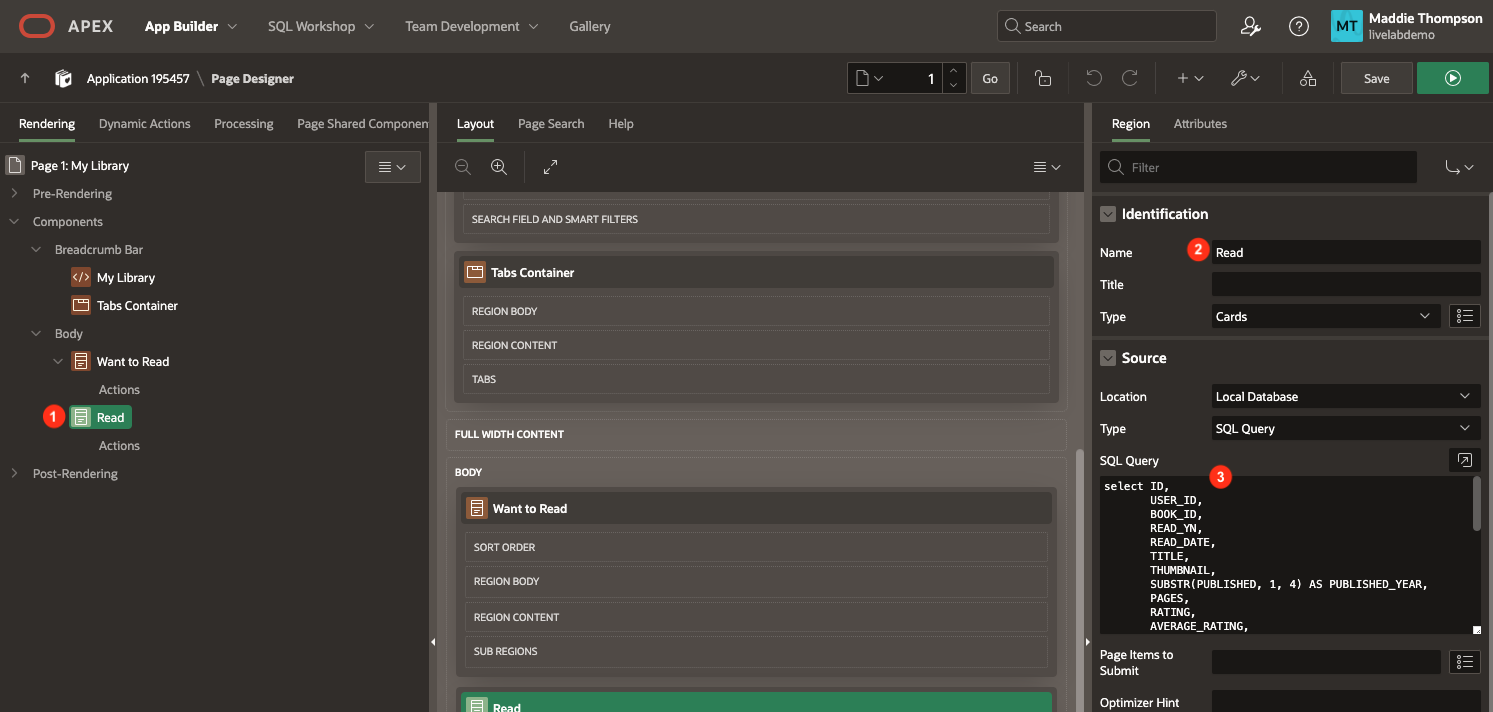 APEX
App Builder
SQL Workshop
Team Development
Gallery
Search
MT
Maddie Thompson
livelabdemo
Application 195457 \ Page Designer
1
Go
Save
Rendering
Dynamic Actions
Processing
Page Shared Componen
Page 1: My Library
Pre-Rendering
Components
Breadcrumb Bar
My Library
Tabs Container
Body
Want to Read
Actions
1
Read
Actions
Post-Rendering
Layout
Page Search
Help
SEARCH FIELD AND SMART FILTERS
Tabs Container
REGION BODY
REGION CONTENT
TABS
FULL WIDTH CONTENT
BODY
Want to Read
SORT ORDER
REGION BODY
REGION CONTENT
SUB REGIONS
Read
Region
Attributes
Filter
Identification
Name
2
Read
Title
Type
Cards
Source
Location
Local Database
Type
SQL Query
SQL Query
3
select ID,
USER_ID,
BOOK_ID,
READ_YN,
READ_DATE,
TITLE,
THUMBNAIL,
SUBSTR(PUBLISHED, 1, 4) AS PUBLISHED_YEAR,
PAGES,
RATING,
AVERAGE_RATING,
Page Items to
Submit
Optimizer Hint